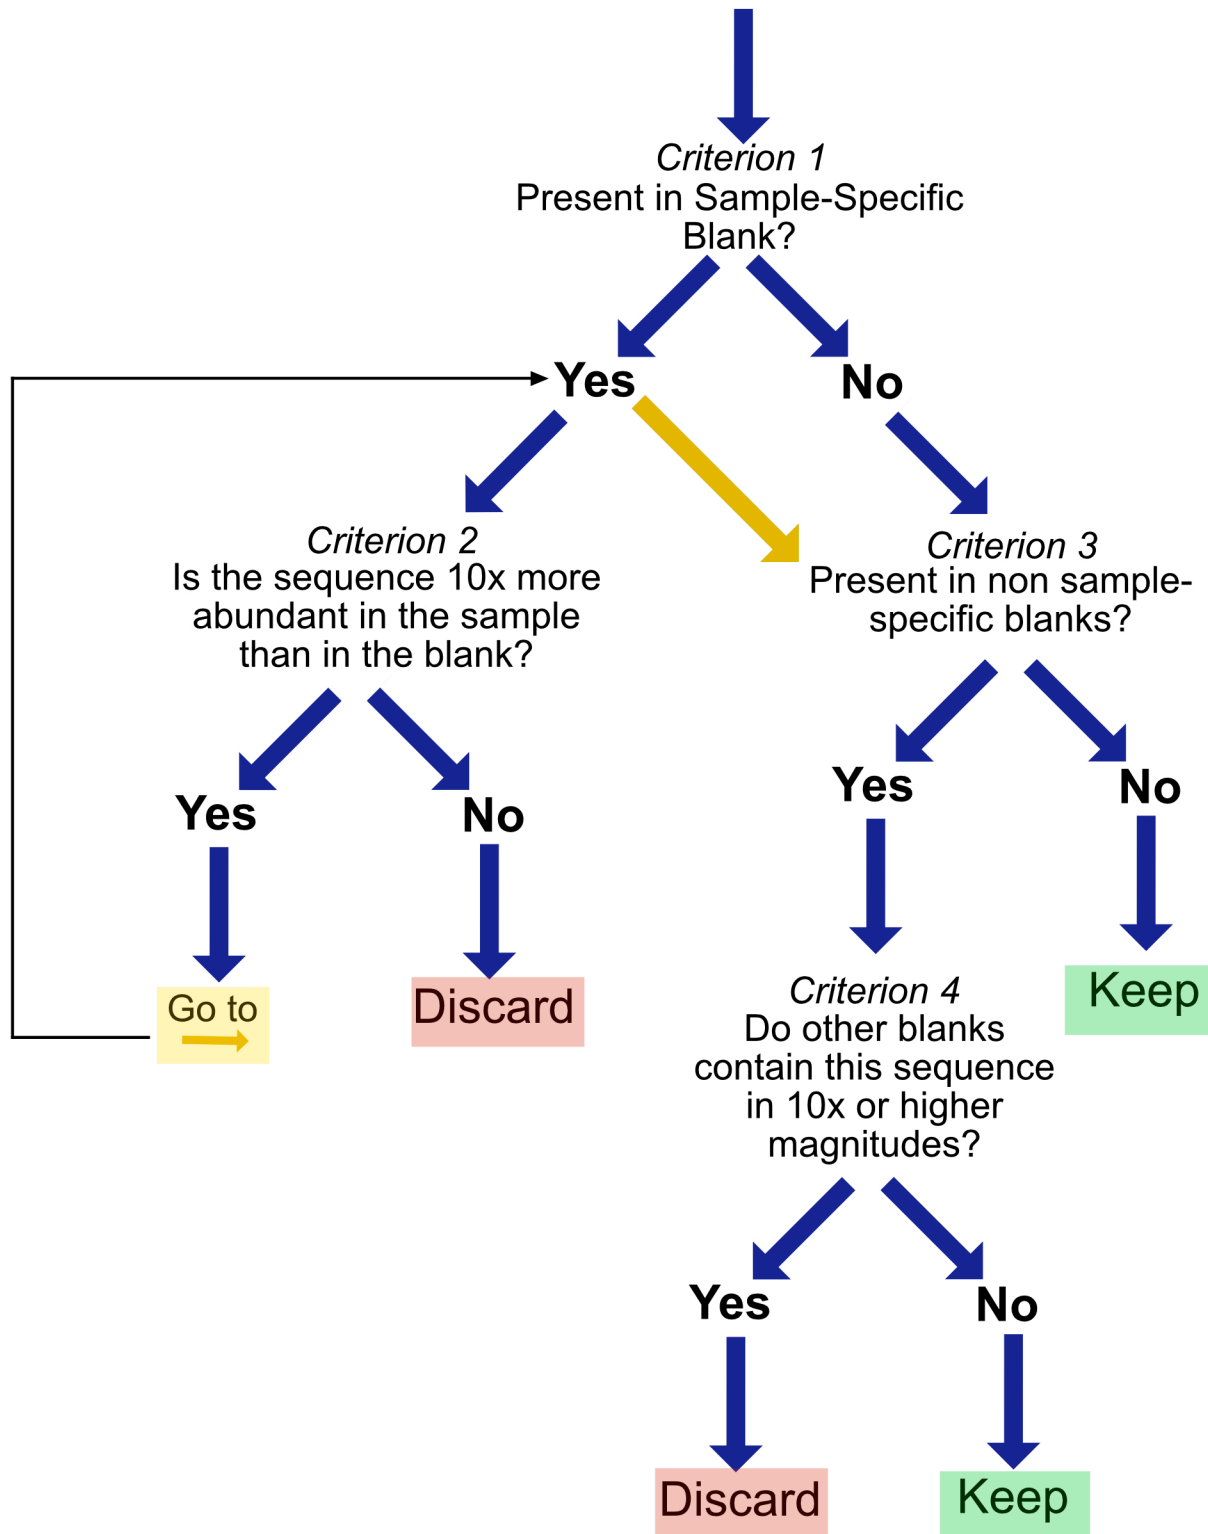 Criterion 1
Present in Sample-Specific
Blank?
Yes
No
Criterion 2
Is the sequence 10x more
abundant in the sample
than in the blank?
Criterion 3
Present in non sample-
specific blanks?
Yes
No
Yes
No
Go to
Discard
Keep
Criterion 4
Do other blanks
contain this sequence
in 10x or higher
magnitudes?
Yes
No
Discard
Keep